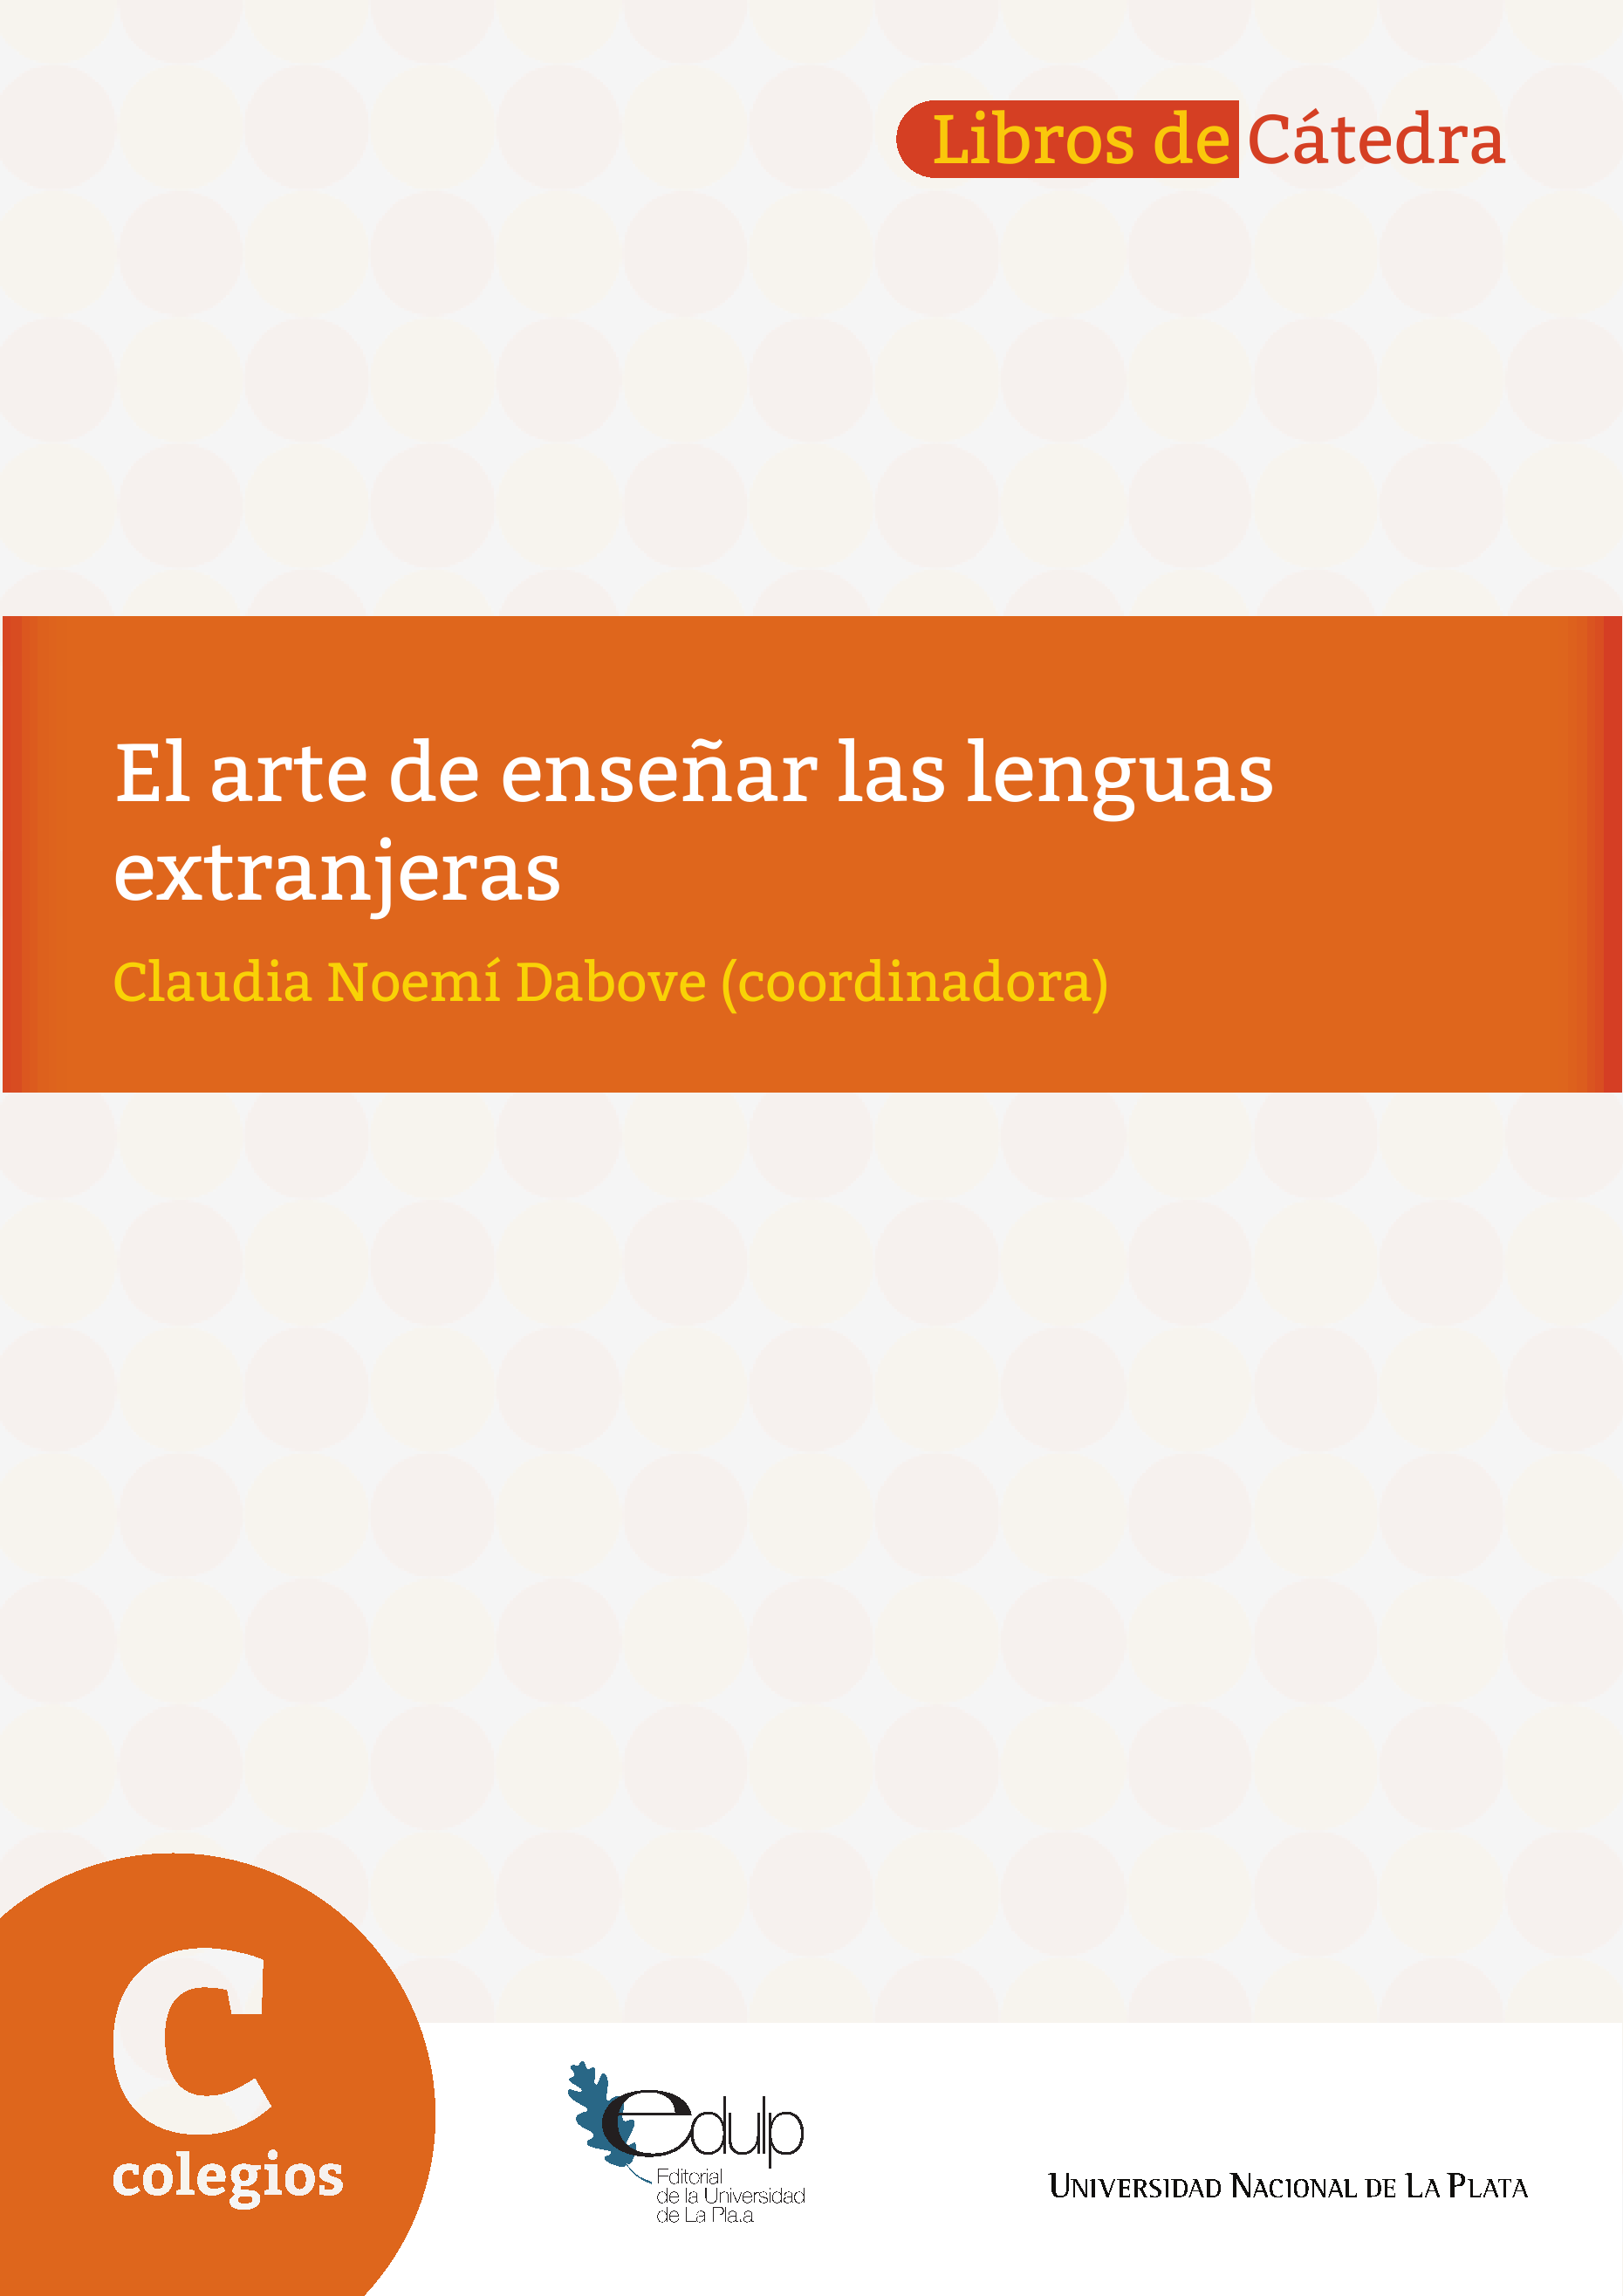 Libros de Cátedra
El arte de enseñar las lenguas
extranjeras
Claudia Noemí Dabove (coordinadora)
C
colegios
edulp
Editorial
de la Universidad
de La Pla.a
UNIVERSIDAD NACIONAL DE LA PLATA